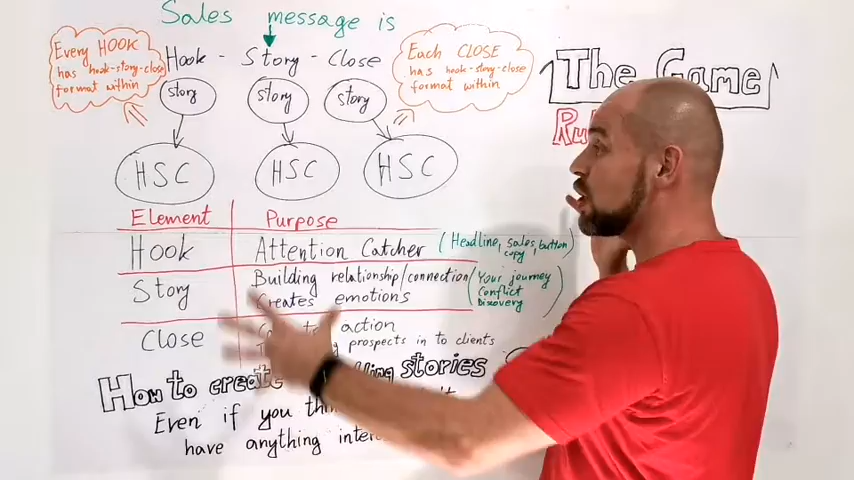 Sales message is
Every HOOK
has hook-story-close
format within
Hook - Story - Close
Each CLOSE
has hook-story-close
format within
The Game
story
story
story
HSC
HSC
HSC
Element
Purpose
Hook
Attention Catcher
(Headline, sales, button)
copy,
Story
Building relationship/connection/
Creates emotions
(Your journey
Conflict
Discovery)
Close
action
prospects in to clients
How to create
stories
Even if you
have anything